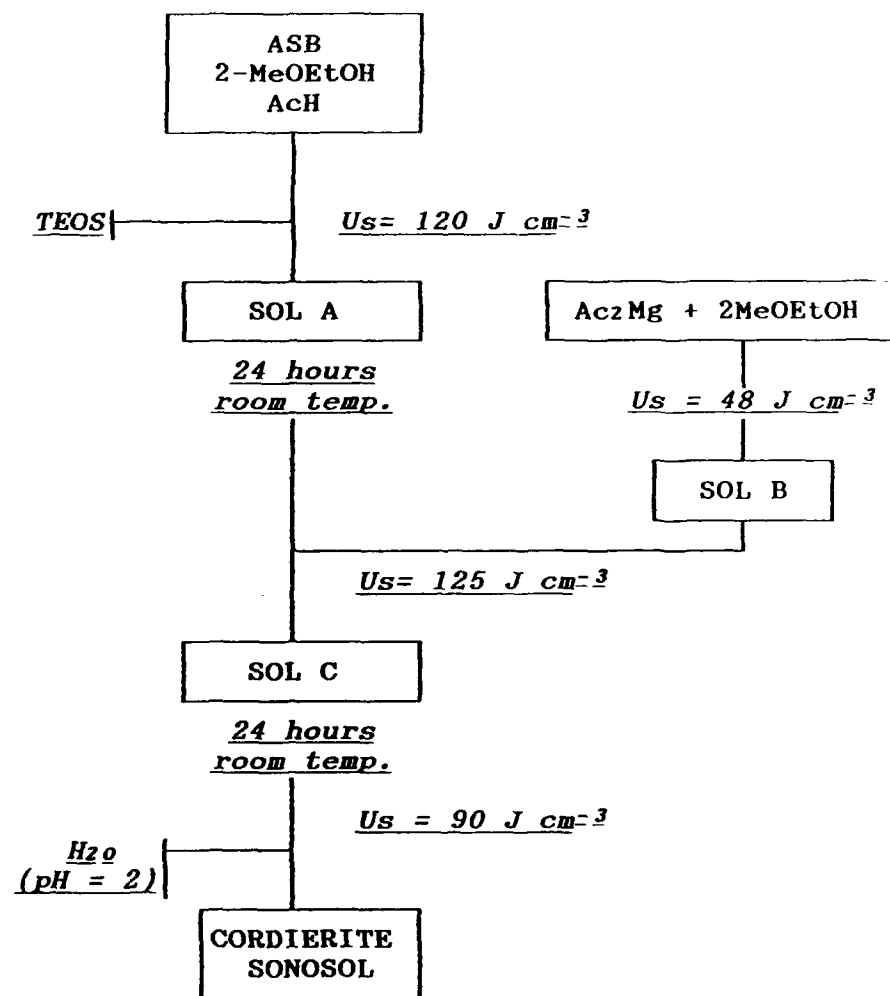 ASB
2-MeOEtOH
AcH
TEOS
Us= 120 J cm-3
SOL A
Ac2Mg + 2MeOEtOH
24 hours
room temp.
Us = 48 J cm-3
SOL B
Us= 125 J cm-3
SOL C
24 hours
room temp.
Us = 90 J cm-3
H2O
(pH = 2)
CORDIERITE
SONOSOL